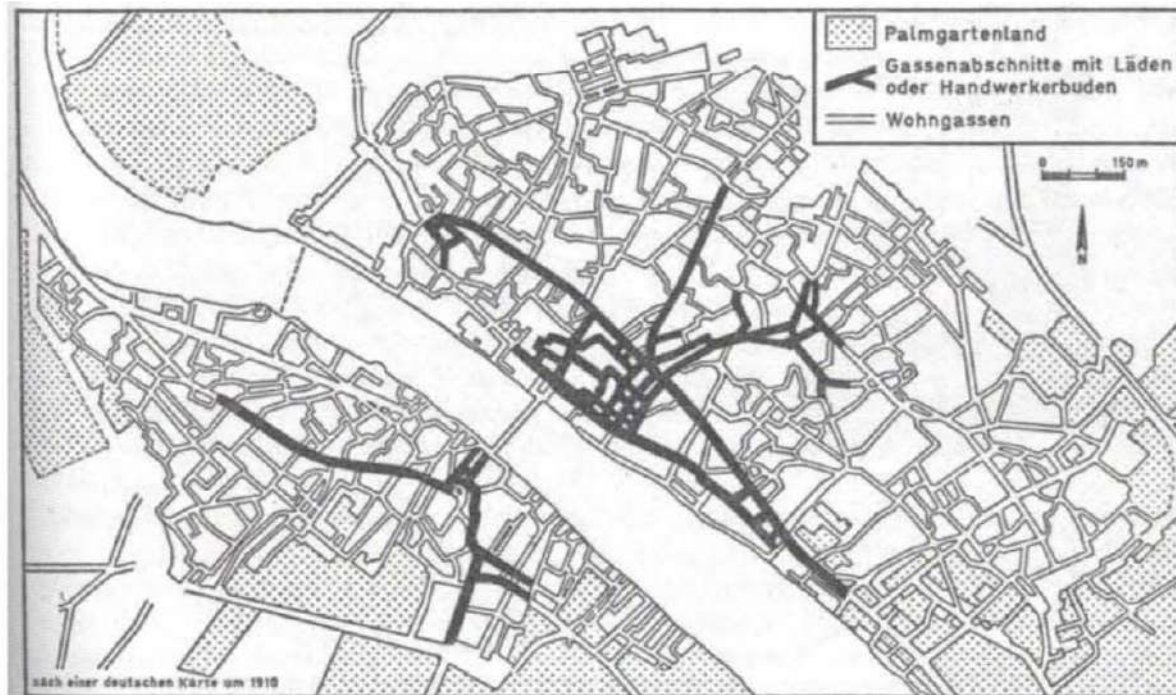 Palmgartenland
Gassenabschnitte mit Läden
oder Handwerkerbuden
Wohngassen
0 150 m
N
nach einer deutschen Karte um 1910